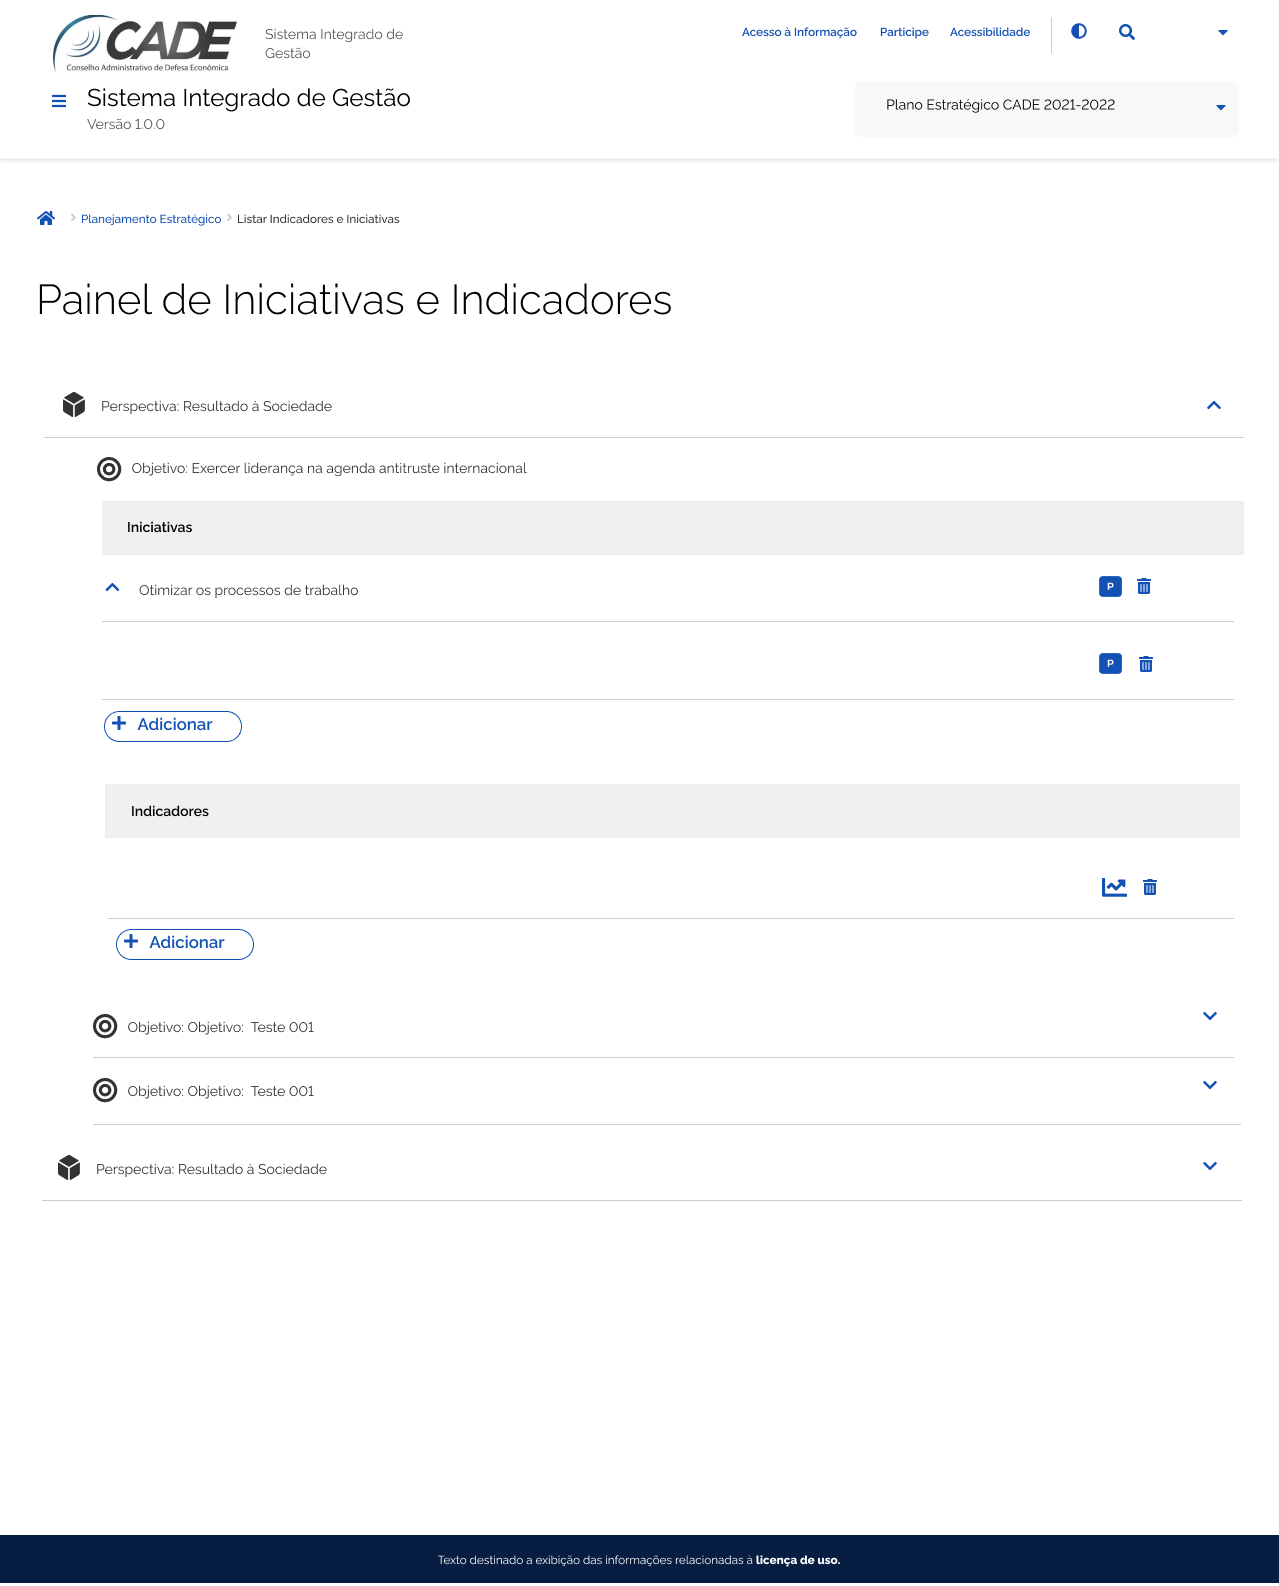 CADE
Conselho Administrativo de Defesa Econômica
Sistema Integrado de
Gestão
Acesso à Informação
Participe
Acessibilidade
Sistema Integrado de Gestão
Versão 1.0.0
Plano Estratégico CADE 2021-2022
Planejamento Estratégico
Listar Indicadores e Iniciativas
Painel de Iniciativas e Indicadores
Perspectiva: Resultado à Sociedade
Objetivo: Exercer liderança na agenda antitruste internacional
Iniciativas
Otimizar os processos de trabalho
P
P
Adicionar
Indicadores
Adicionar
Objetivo: Objetivo: Teste 001
Objetivo: Objetivo: Teste 001
Perspectiva: Resultado à Sociedade
Texto destinado a exibição das informações relacionadas à licença de uso.